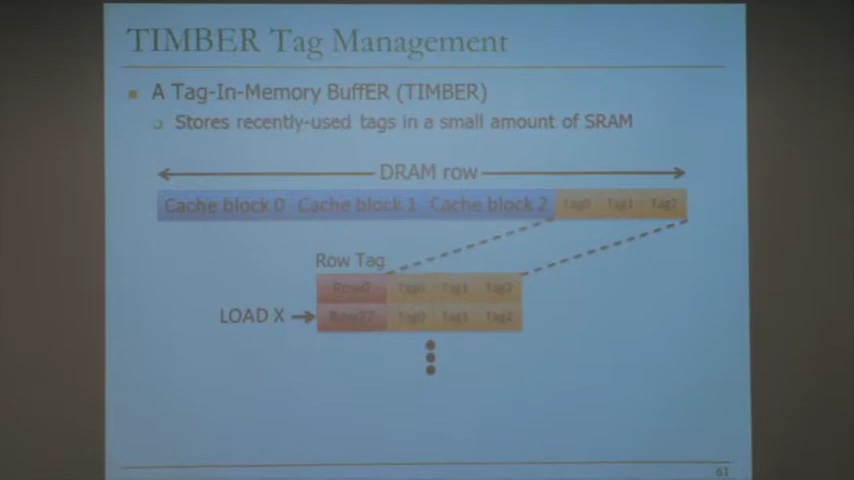 TIMBER Tag Management
A Tag-In-Memory BuffER (TIMBER)
Stores recently-used tags in a small amount of SRAM
DRAM row
Cache block 0 Cache block 1 Cache block 2 Tag0 Tag1 Tag2
Row Tag
Row0 Tag0 Tag1 Tag2
LOAD X Row27 Tag0 Tag1 Tag2
61